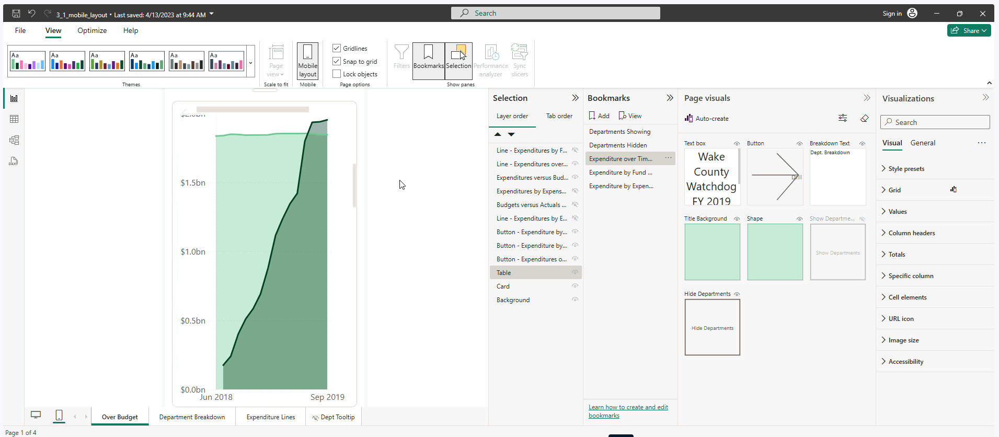 3_1_mobile_layout • Last saved: 4/13/2023 at 9:44 AM
Search
Sign in
File
View
Optimize
Help
Share
Aa
Aa
Aa
Aa
Aa
Aa
Themes
Page
view
Scale to fit
Mobile
layout
Mobile
Gridlines
Snap to grid
Lock objects
Page options
Filters
Bookmarks
Selection
Performance
analyzer
Sync
slicers
Show panes
$2.0bn
$1.5bn
$1.0bn
$0.5bn
$0.0bn
Jun 2018
Sep 2019
DAX
Selection
Layer order
Tab order
Line - Expenditures by F...
Line - Expenditures over...
Expenditures versus Bud...
Expenditures by Expens...
Budgets versus Actuals ...
Line - Expenditures by E...
Button - Expenditure by...
Button - Expenditure by...
Button - Expenditures o...
Table
Card
Background
Bookmarks
Add
View
Departments Showing
Departments Hidden
Expenditure over Tim...
Expenditure by Fund ...
Expenditure by Expen...
Learn how to create and edit
bookmarks
Page visuals
Auto-create
Text box
Button
Breakdown Text
Wake
County
Watchdog
FY 2019
Drill
Dept. Breakdown
Title Background
Shape
Show Departme...
Show Departments
Hide Departments
Hide Departments
Visualizations
Search
Visual
General
Style presets
Grid
Values
Column headers
Totals
Specific column
Cell elements
URL icon
Image size
Accessibility
Over Budget
Department Breakdown
Expenditure Lines
Dept Tooltip
Page 1 of 4